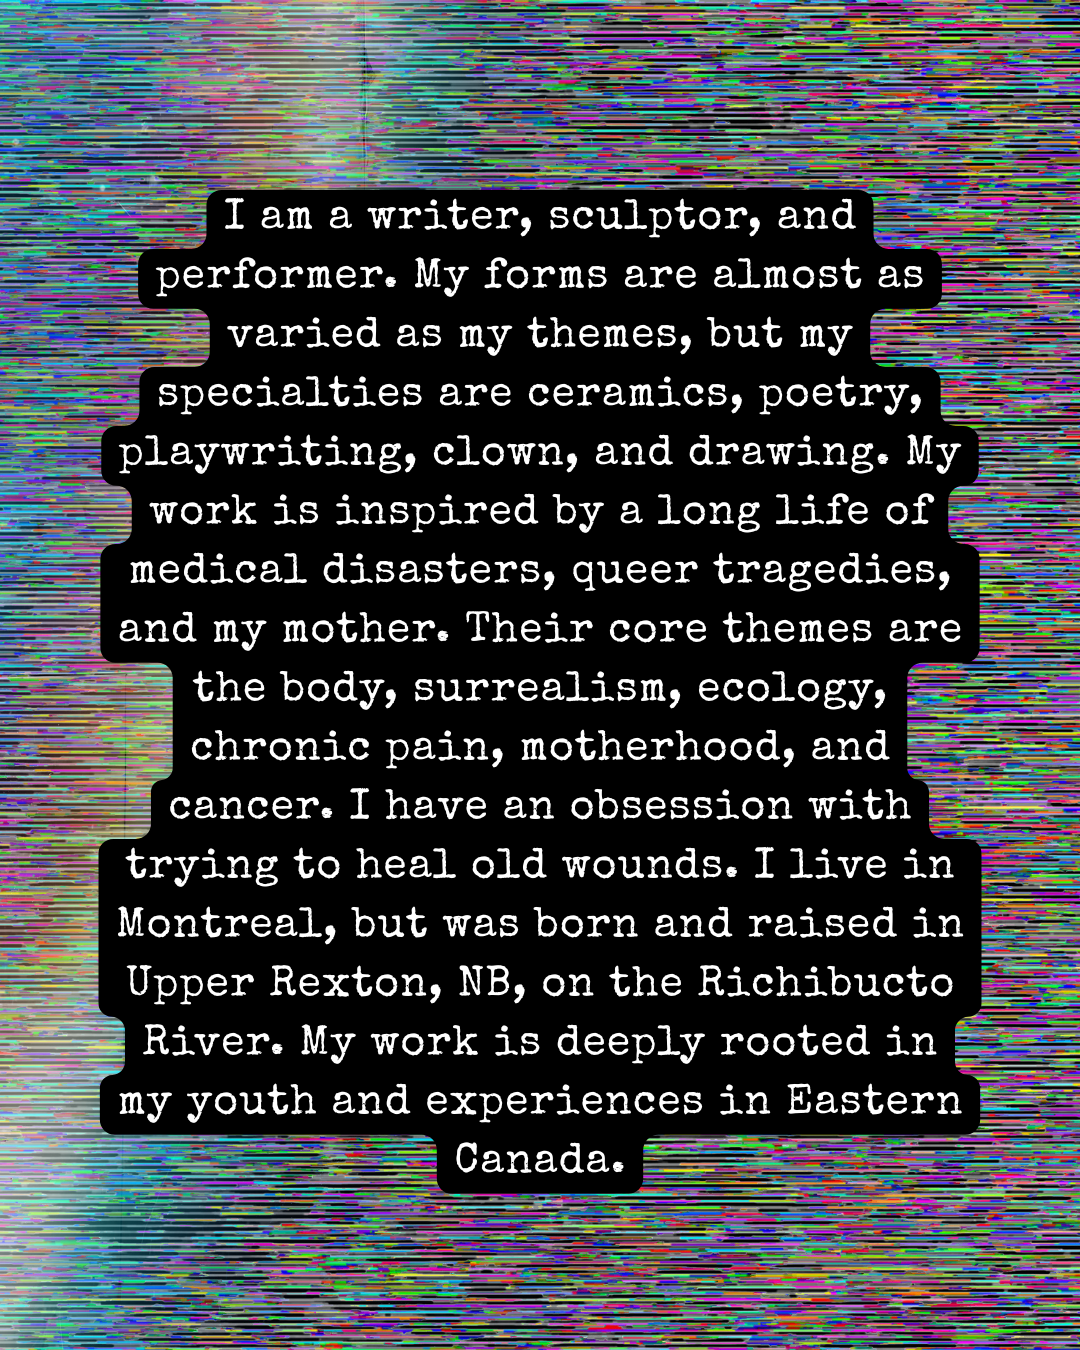 I am a writer, sculptor, and
performer. My forms are almost as
varied as my themes, but my
specialties are ceramics, poetry,
playwriting, clown, and drawing. My
work is inspired by a long life of
medical disasters, queer tragedies,
and my mother. Their core themes are
the body, surrealism, ecology,
chronic pain, motherhood, and
cancer. I have an obsession with
trying to heal old wounds. I live in
Montreal, but was born and raised in
Upper Rexton, NB, on the Richibucto
River. My work is deeply rooted in
my youth and experiences in Eastern
Canada.